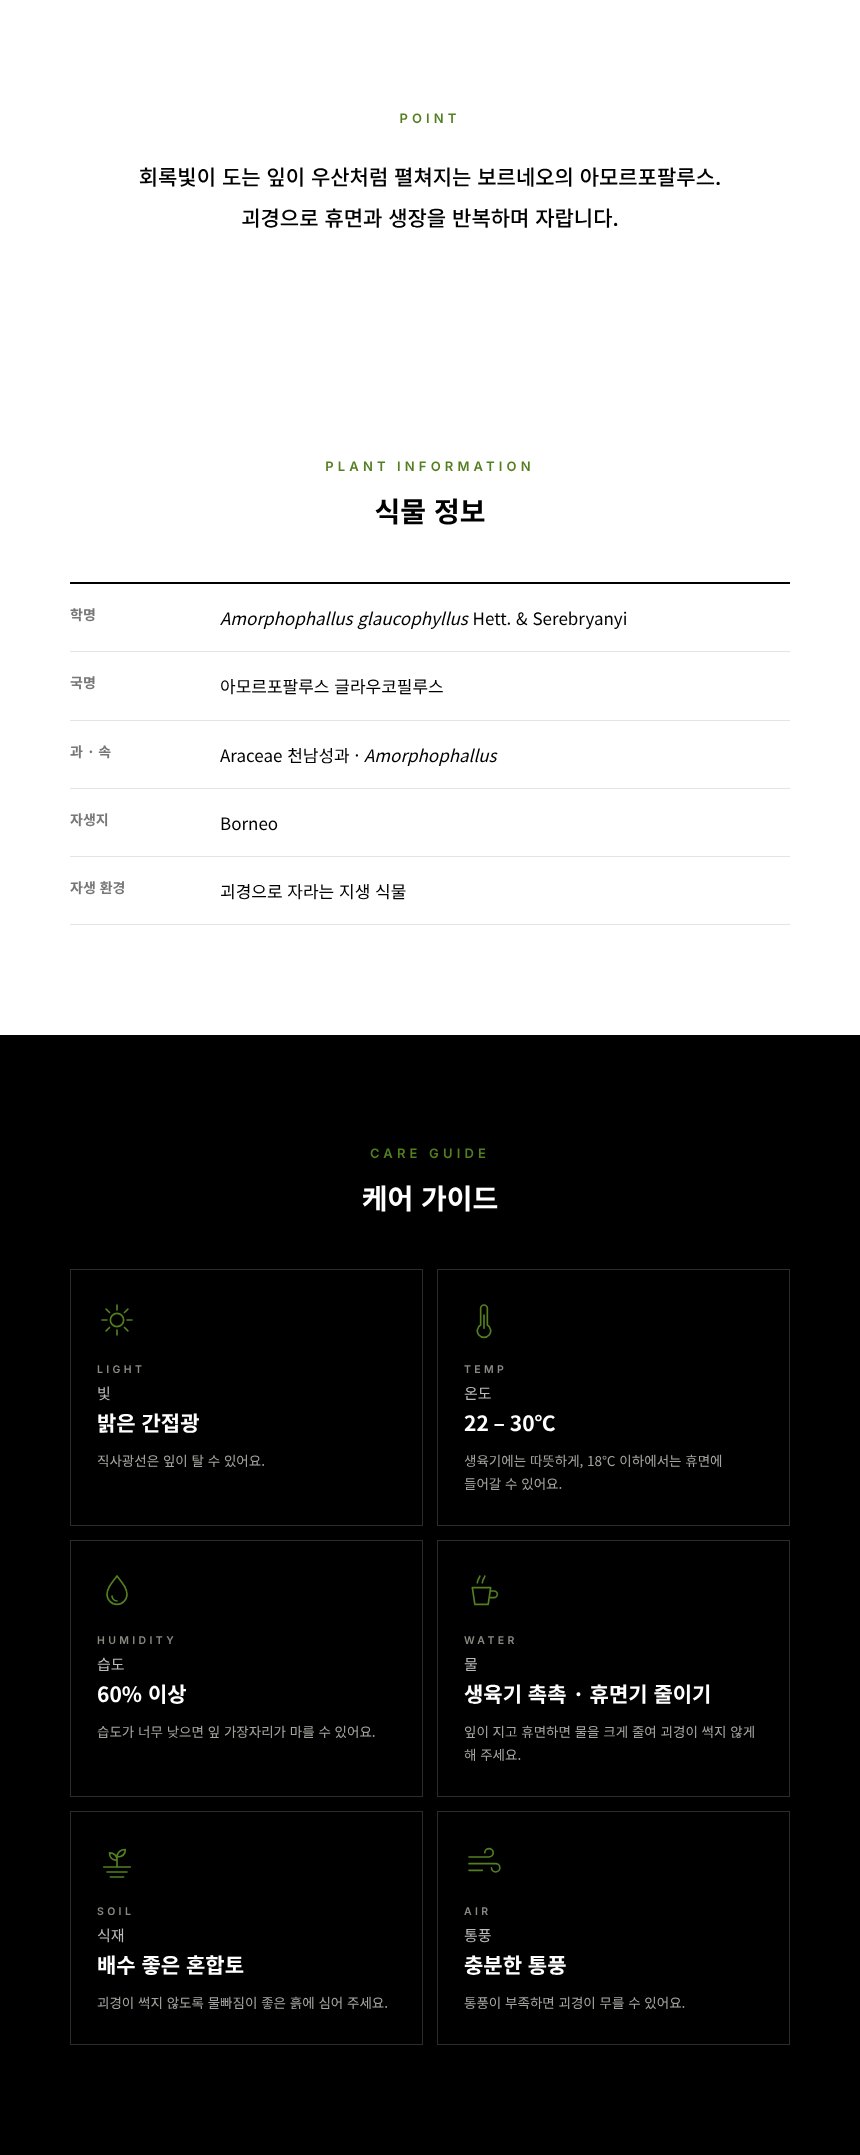 POINT
회록빛이 도는 잎이 우산처럼 펼쳐지는 보르네오의 아모르포팔루스.
괴경으로 휴면과 생장을 반복하며 자랍니다.
PLANT INFORMATION
식물 정보
학명 Amorphophallus glaucophyllus Hett. & Serebryanyi
국명 아모르포팔루스 글라우코필루스
과 · 속 Araceae 천남성과 · Amorphophallus
자생지 Borneo
자생 환경 괴경으로 자라는 지생 식물
CARE GUIDE
케어 가이드
LIGHT
빛
밝은 간접광
직사광선은 잎이 탈 수 있어요.
TEMP
온도
22 – 30°C
생육기에는 따뜻하게, 18°C 이하에서는 휴면에
들어갈 수 있어요.
HUMIDITY
습도
60% 이상
습도가 너무 낮으면 잎 가장자리가 마를 수 있어요.
WATER
물
생육기 촉촉 · 휴면기 줄이기
잎이 지고 휴면하면 물을 크게 줄여 괴경이 썩지 않게
해 주세요.
SOIL
식재
배수 좋은 혼합토
괴경이 썩지 않도록 물빠짐이 좋은 흙에 심어 주세요.
AIR
통풍
충분한 통풍
통풍이 부족하면 괴경이 무를 수 있어요.